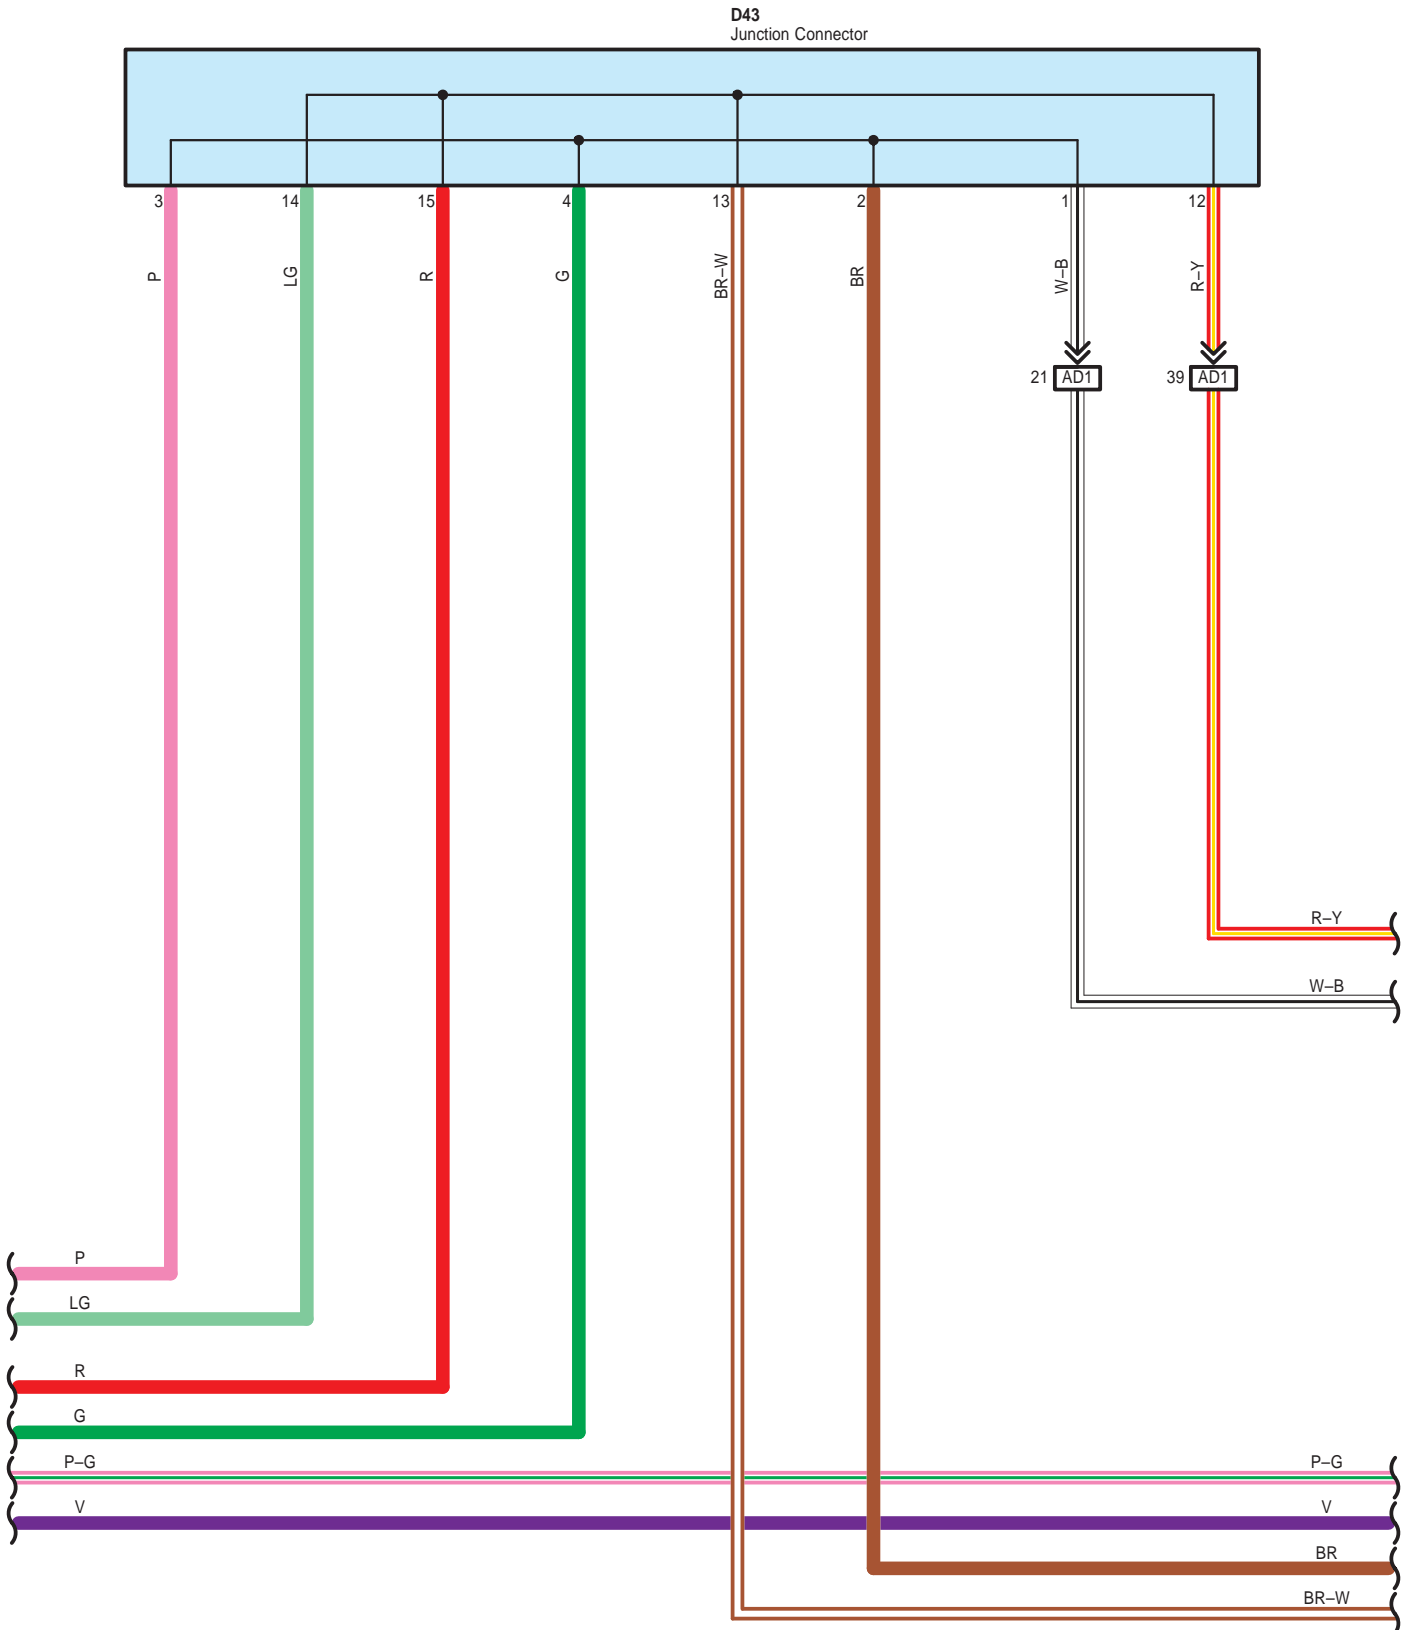 D43
Junction Connector
3 14 15 4 13 2 1 12
P LG R G BR–W BR W–B R–Y
21 AD1 39 AD1
R–Y
W–B
P
LG
R
G
P–G P–G
V V
BR
BR–W